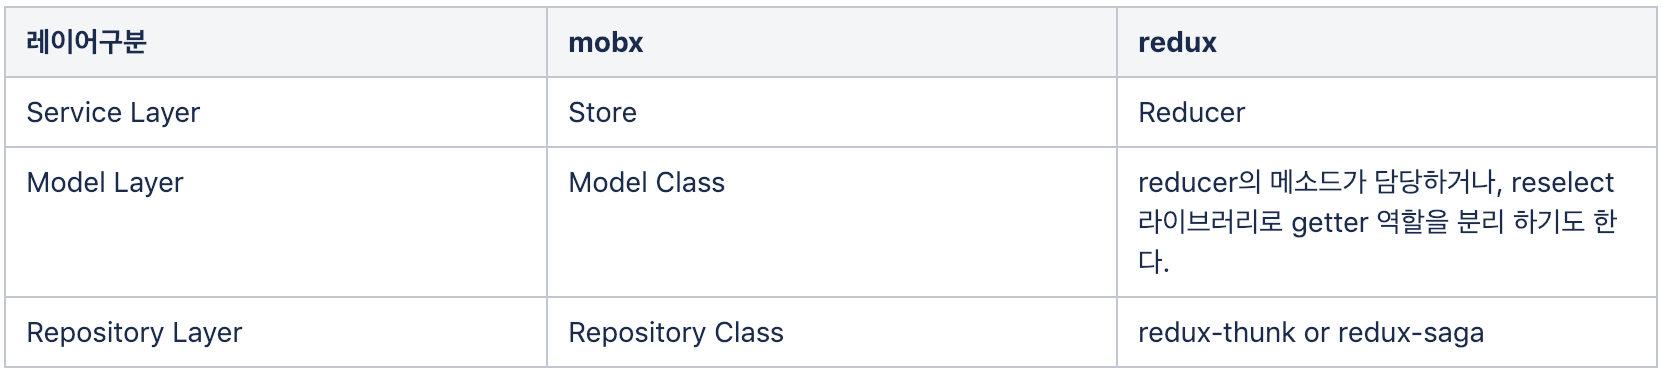 레이어구분 mobx redux
Service Layer Store Reducer
Model Layer Model Class reducer의 메소드가 담당하거나, reselect
라이브러리로 getter 역할을 분리 하기도 한
다.
Repository Layer Repository Class redux-thunk or redux-saga